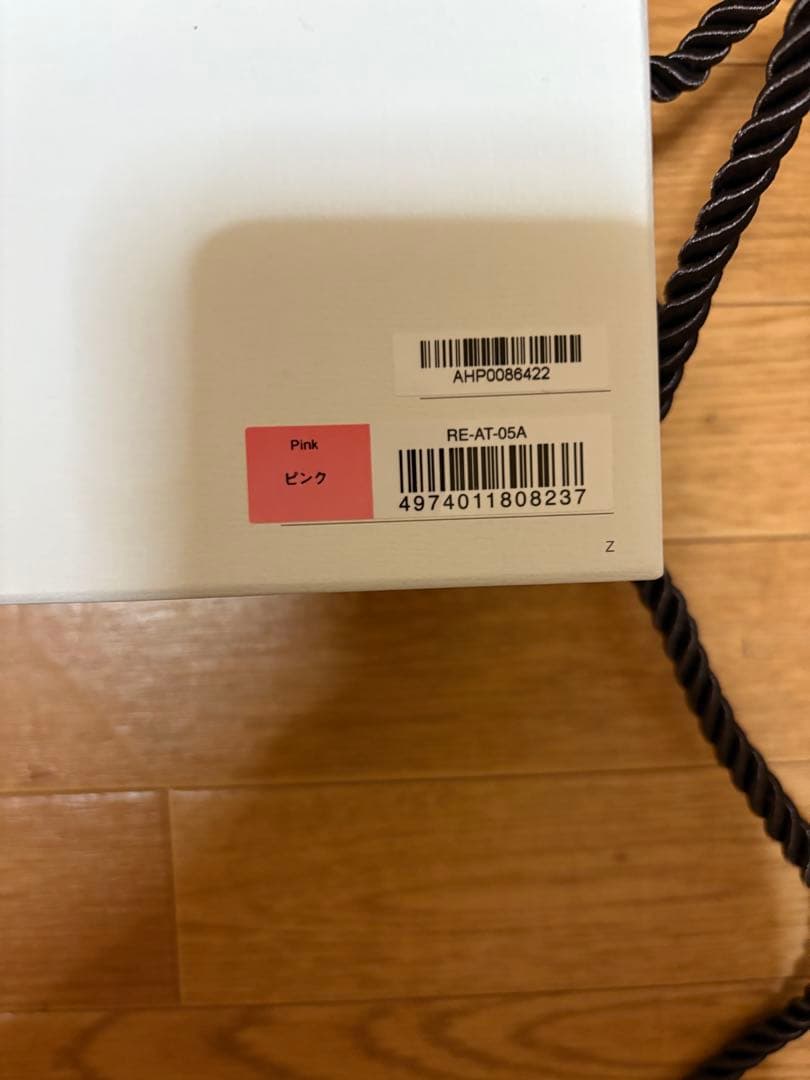 AHP0086422
Pink
ピンク
RE-AT-05A
4974011808237
Z